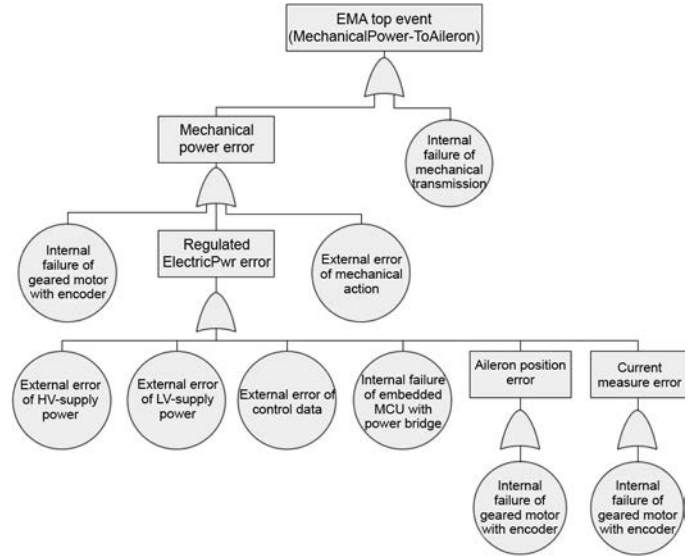 EMA top event
(MechanicalPower-ToAileron)
Mechanical
power error
Internal
failure of
mechanical
transmission
Internal
failure of
geared motor
with encoder
Regulated
ElectricPwr error
External error
of mechanical
action
External error
of HV-supply
power
External error
of LV-supply
power
External error of
control data
Internal failure
of embedded
MCU with
power bridge
Aileron position
error
Current
measure error
Internal
failure of
geared motor
with encoder
Internal
failure of
geared motor
with encoder